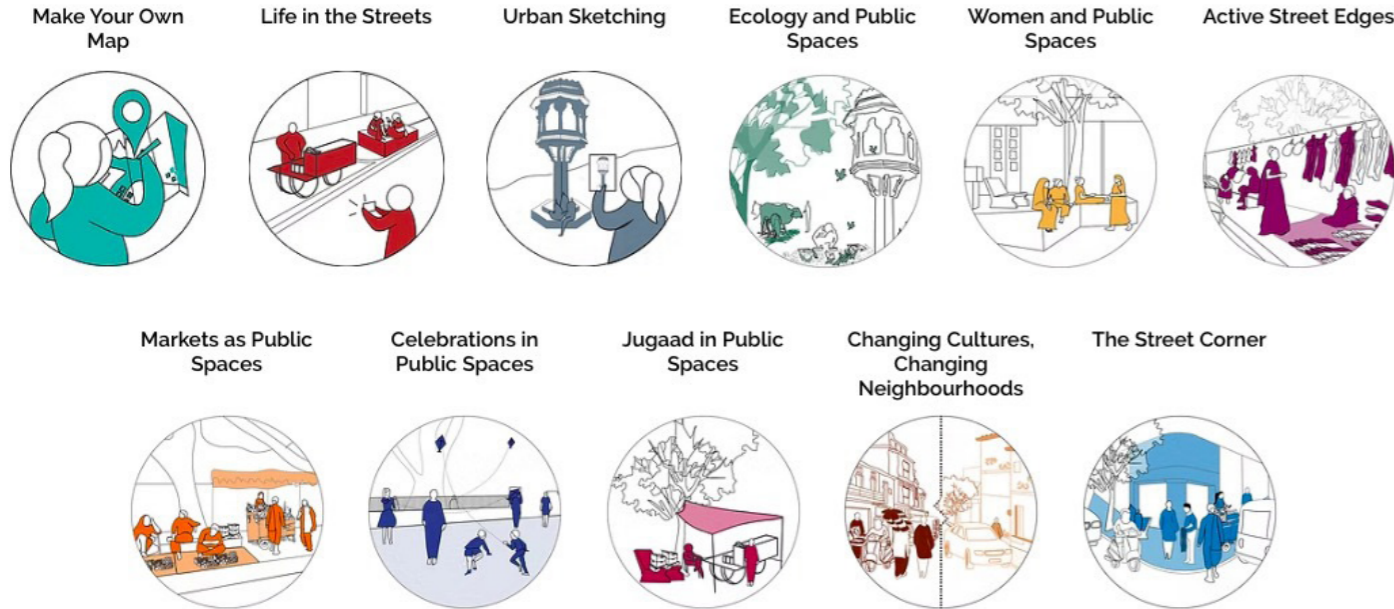 Make Your Own
Map
Life in the Streets
Urban Sketching
Ecology and Public
Spaces
Women and Public
Spaces
Active Street Edges
Markets as Public
Spaces
Celebrations in
Public Spaces
Jugaad in Public
Spaces
Changing Cultures,
Changing
Neighbourhoods
The Street Corner